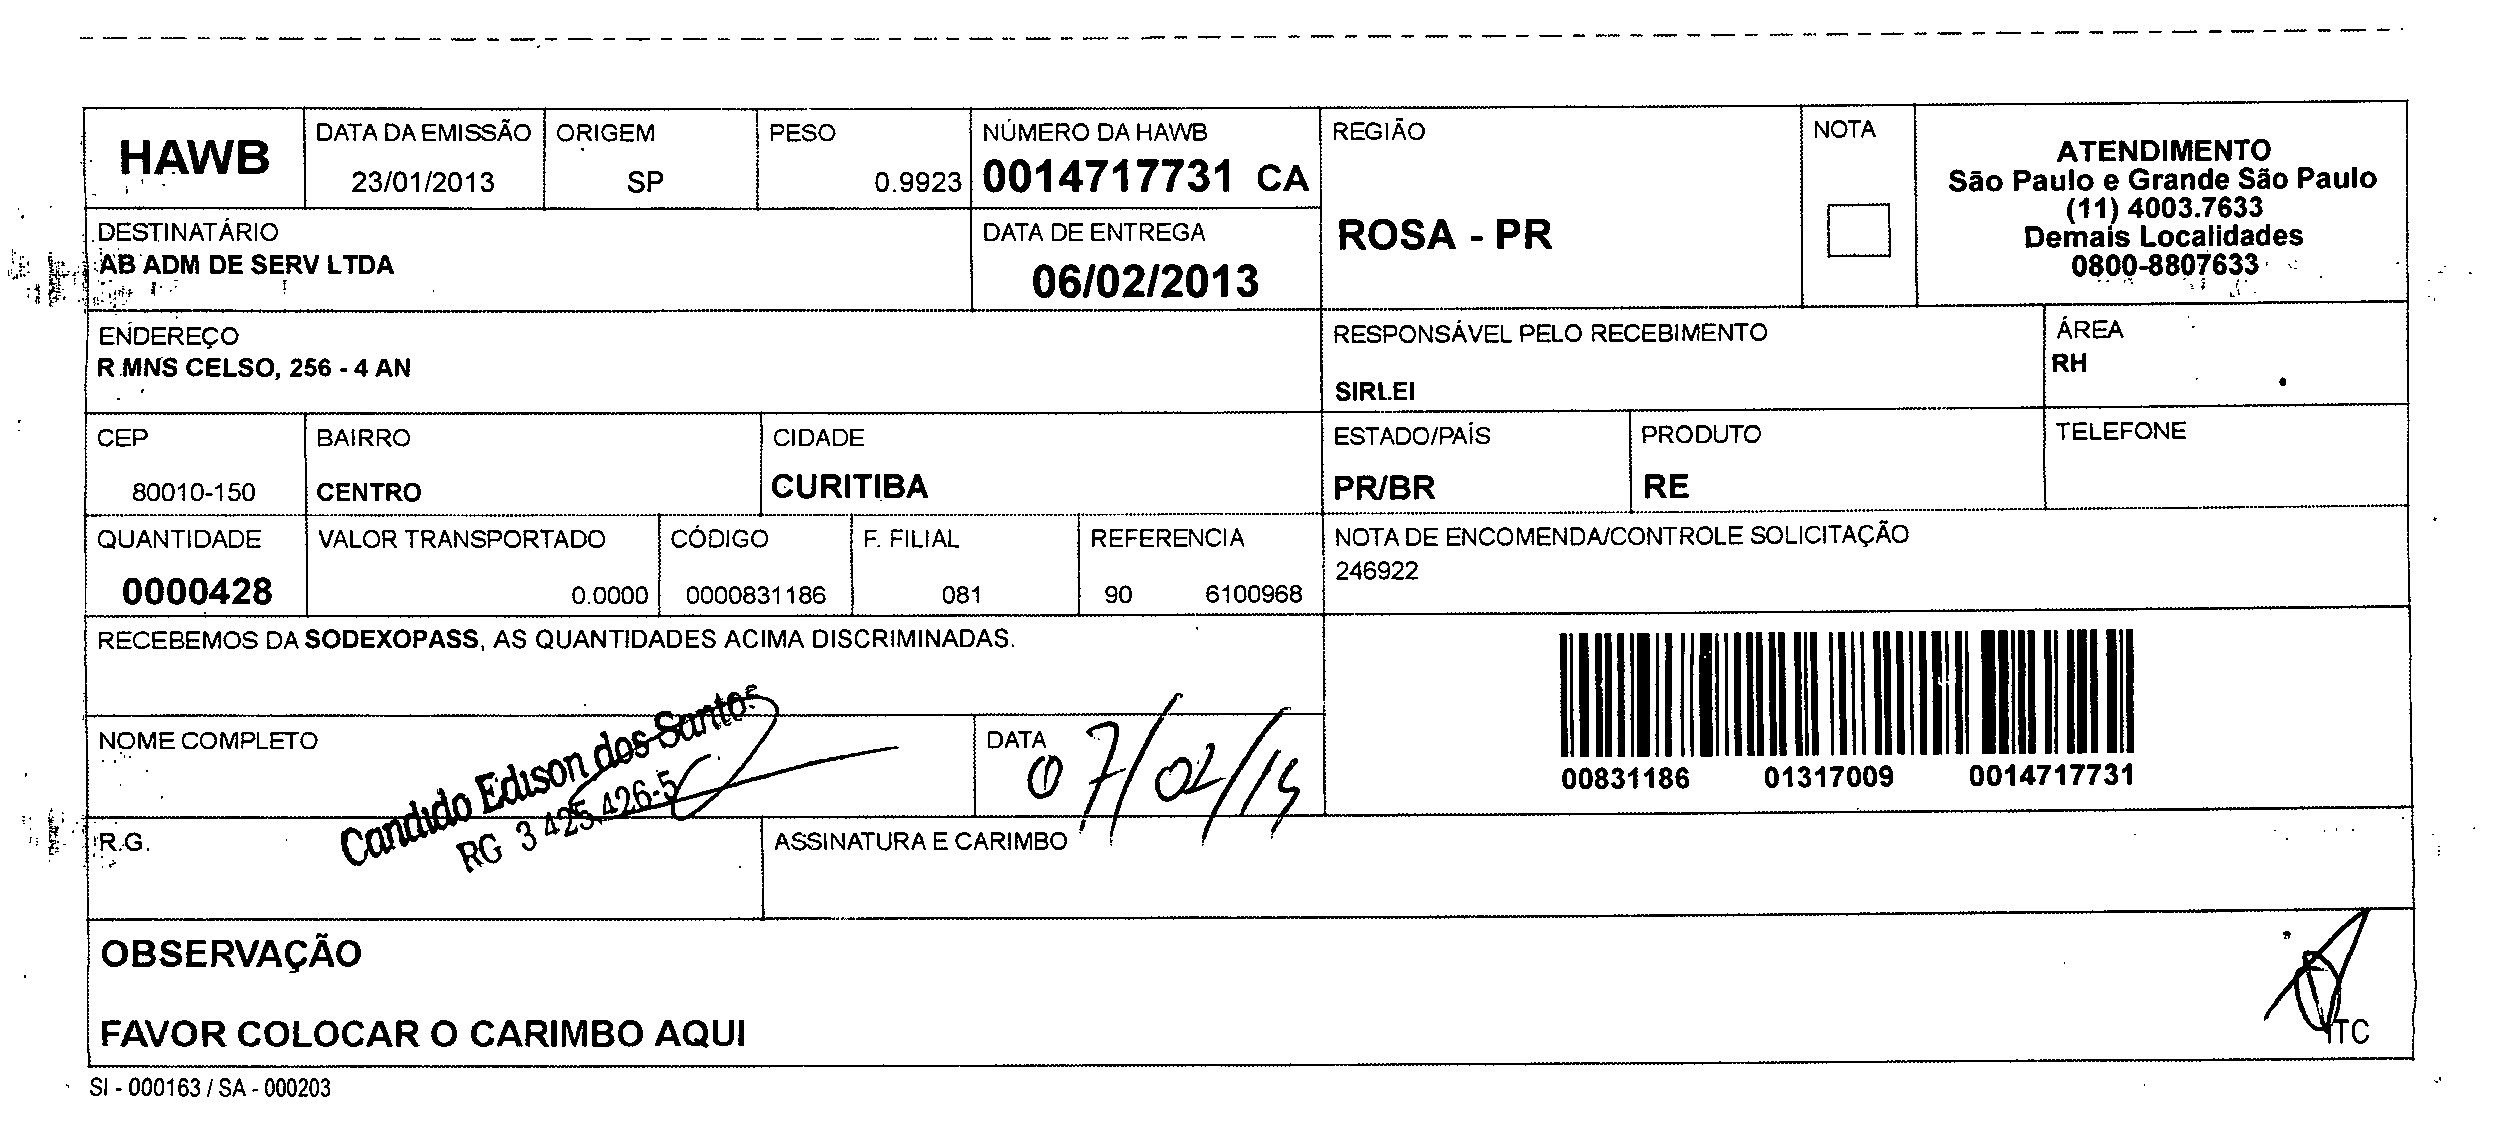 HAWB
DATA DA EMISSÃO
23/01/2013
ORIGEM
SP
PESO
0.9923
NÚMERO DA HAWB
0014717731 CA
REGIÃO
ROSA - PR
NOTA
ATENDIMENTO
São Paulo e Grande São Paulo
(11) 4003.7633
Demais Localidades
0800-8807633
DESTINATÁRIO
AB ADM DE SERV LTDA
DATA DE ENTREGA
06/02/2013
ENDEREÇO
R MNS CELSO, 256 - 4 AN
RESPONSÁVEL PELO RECEBIMENTO
SIRLEI
ÁREA
RH
CEP
80010-150
BAIRRO
CENTRO
CIDADE
CURITIBA
ESTADO/PAÍS
PR/BR
PRODUTO
RE
TELEFONE
QUANTIDADE
0000428
VALOR TRANSPORTADO
0.0000
CÓDIGO
0000831186
F. FILIAL
081
REFERENCIA
90 6100968
NOTA DE ENCOMENDA/CONTROLE SOLICITAÇÃO
246922
RECEBEMOS DA SODEXOPASS, AS QUANTIDADES ACIMA DISCRIMINADAS.
00831186 01317009 0014717731
NOME COMPLETO
Candido Edison dos Santos
RG 3 425.426-5
DATA
07/02/
R.G.
ASSINATURA E CARIMBO
OBSERVAÇÃO
FAVOR COLOCAR O CARIMBO AQUI
ITC
SI - 000163 / SA - 000203